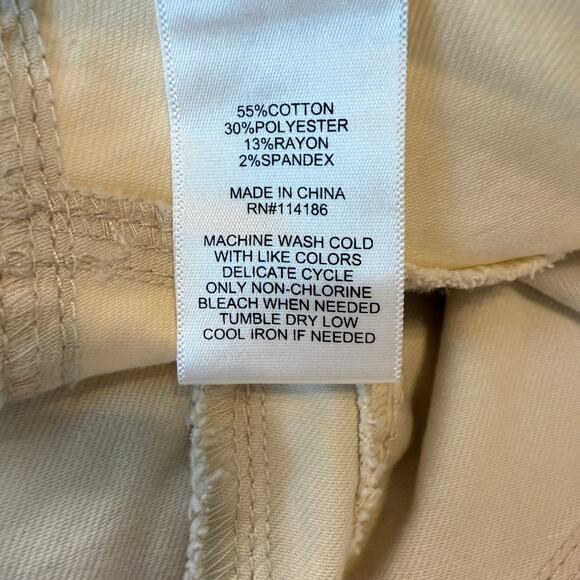 55%COTTON
30%POLYESTER
13%RAYON
2%SPANDEX
MADE IN CHINA
RN#114186
MACHINE WASH COLD
WITH LIKE COLORS
DELICATE CYCLE
ONLY NON-CHLORINE
BLEACH WHEN NEEDED
TUMBLE DRY LOW
COOL IRON IF NEEDED